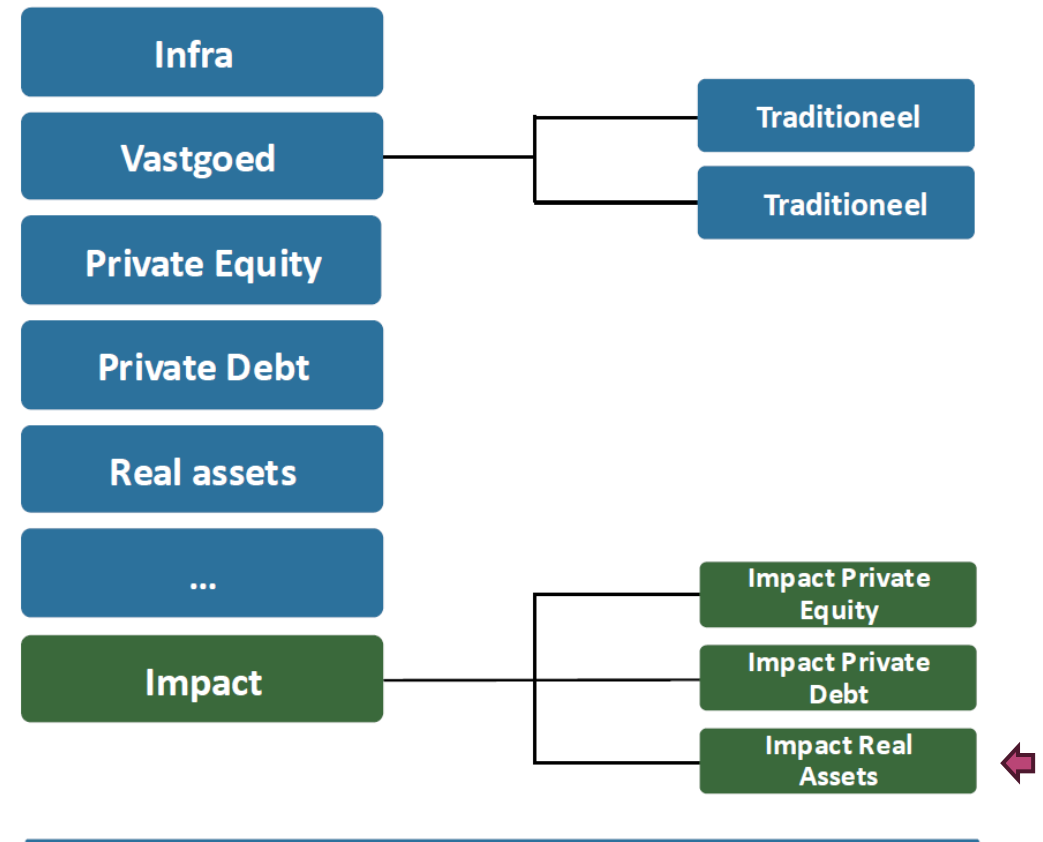 Infra
Vastgoed
Traditioneel
Traditioneel
Private Equity
Private Debt
Real assets
...
Impact
Impact Private
Equity
Impact Private
Debt
Impact Real
Assets